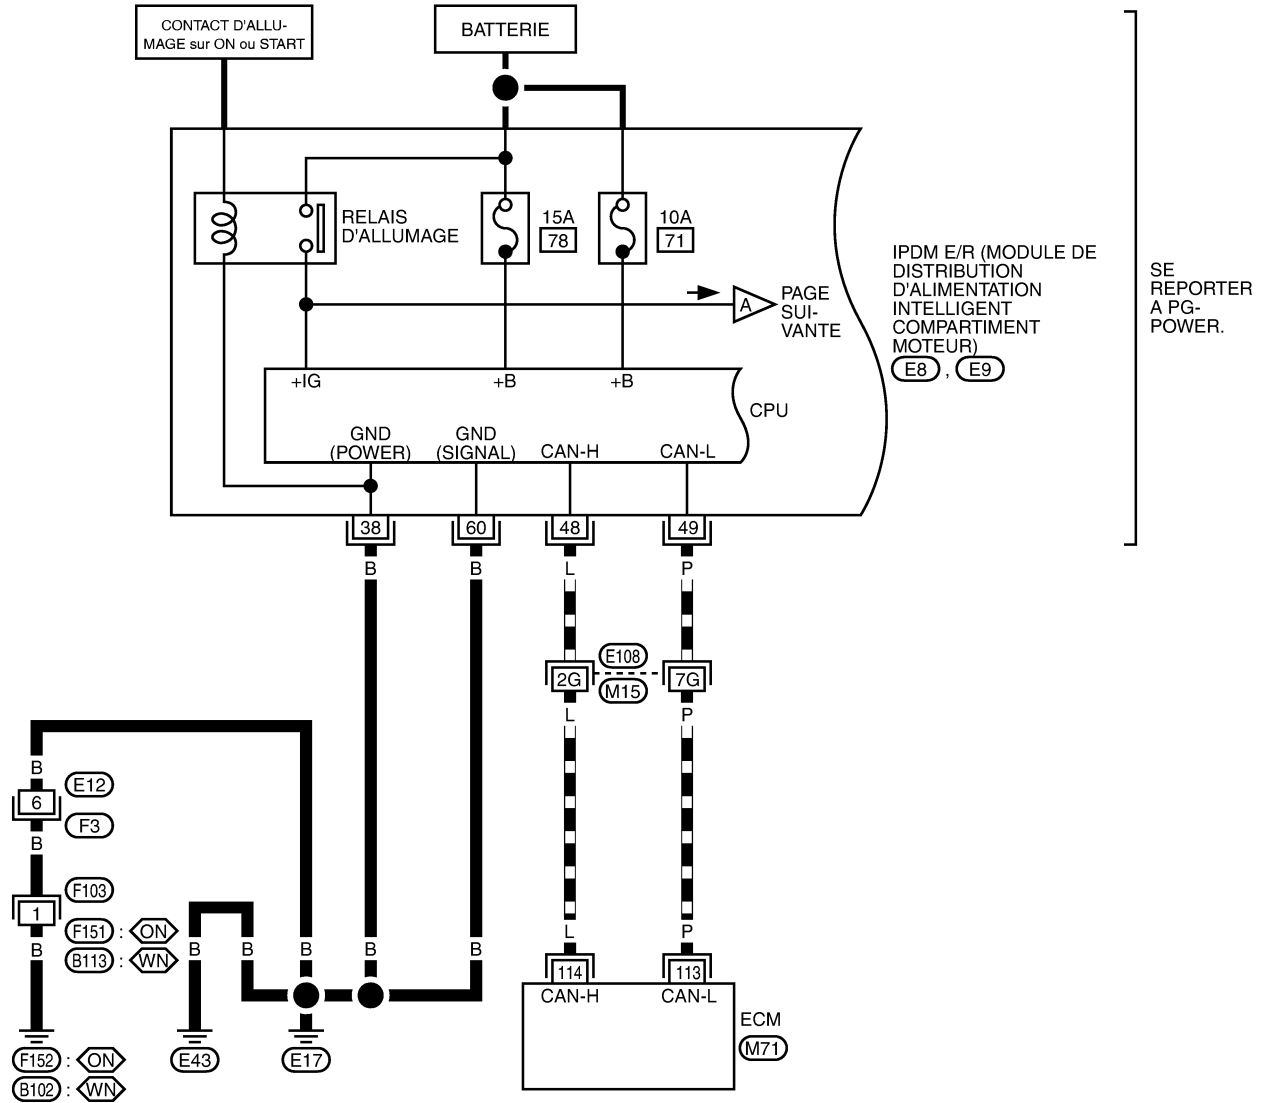 CONTACT D'ALLU-
MAGE sur ON ou START
BATTERIE
RELAIS
D'ALLUMAGE
15A
78
10A
71
A
PAGE
SUI-
VANTE
IPDM E/R (MODULE DE
DISTRIBUTION
D'ALIMENTATION
INTELLIGENT
COMPARTIMENT
MOTEUR)
E8 , E9
SE
REPORTER
A PG-
POWER.
+IG
+B
+B
CPU
GND
(POWER)
GND
(SIGNAL)
CAN-H
CAN-L
38
60
48
49
B
B
L
P
E108
2G
7G
M15
L
P
B
6
E12
F3
B
F103
1
F151 : ON
B113 : WN
B
B
B
B
B
B
L
P
114
113
CAN-H
CAN-L
ECM
M71
F152 : ON
B102 : WN
E43
E17